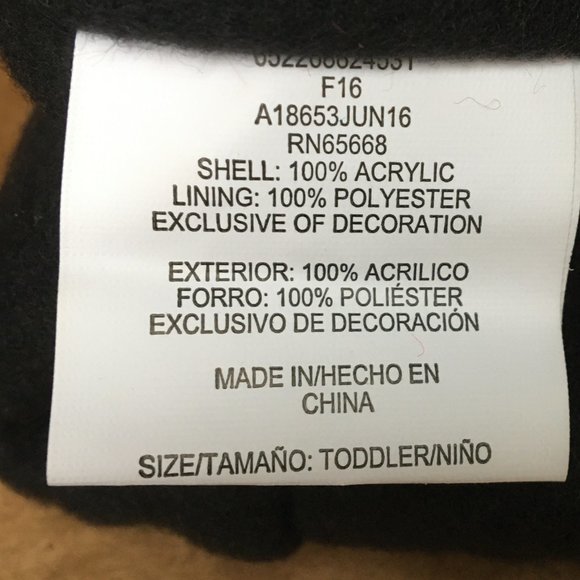 F16
A18653JUN16
RN65668
SHELL: 100% ACRYLIC
LINING: 100% POLYESTER
EXCLUSIVE OF DECORATION
EXTERIOR: 100% ACRILICO
FORRO: 100% POLIÉSTER
EXCLUSIVO DE DECORACIÓN
MADE IN/HECHO EN
CHINA
SIZE/TAMAÑO: TODDLER/NIÑO